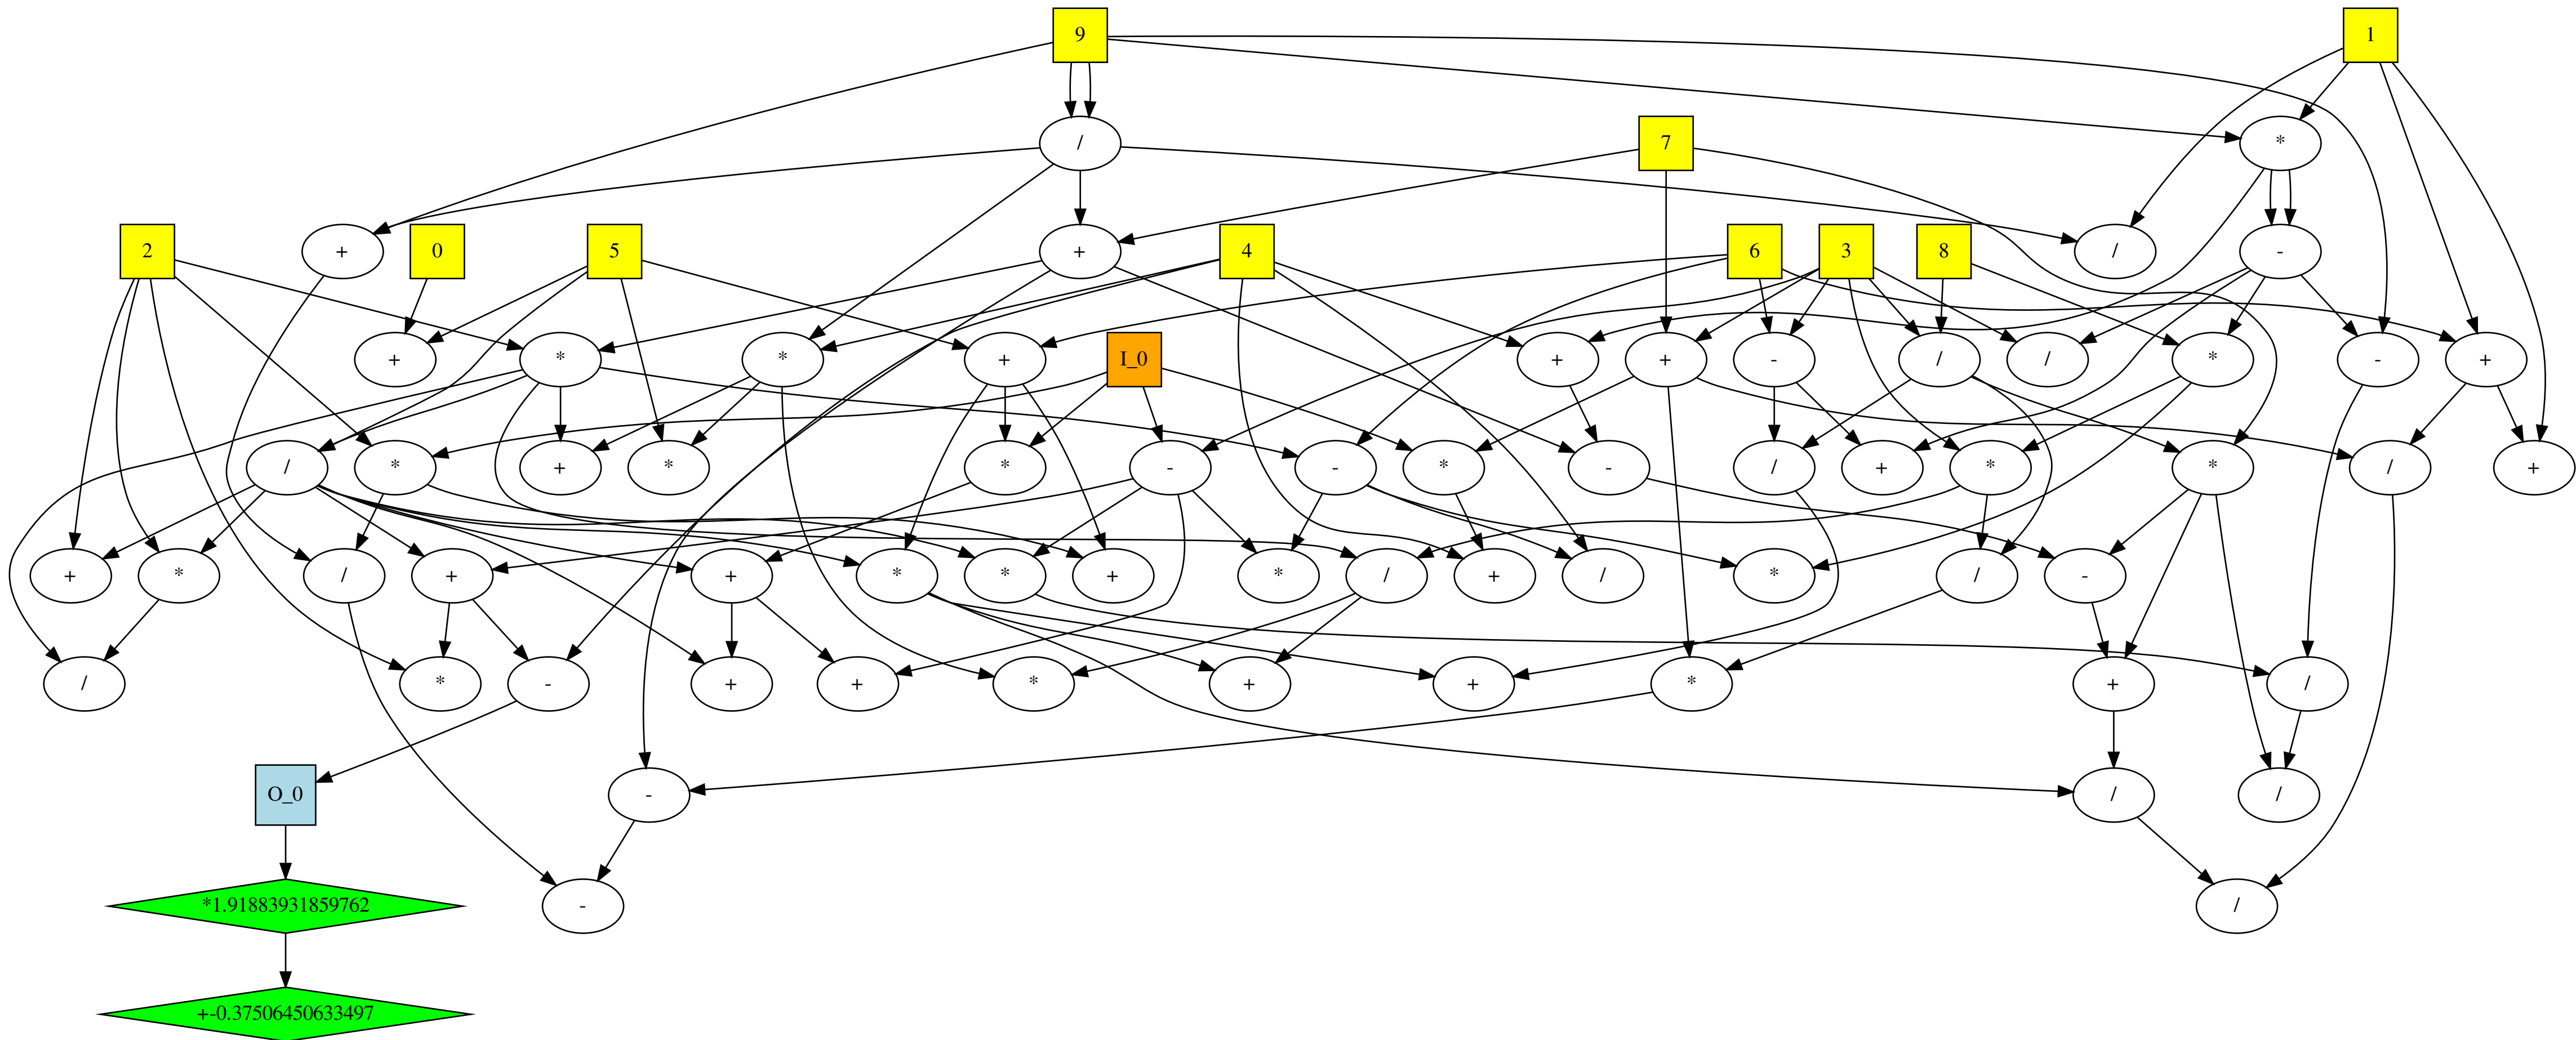 9 1
/ 7 *
2 + 0 5 + 4 6 3 8 / -
+ * * + I_0 + + - / / * - +
/ * + * * - - * - / + * * / +
+ * / + + * * + * / + / * / -
/ * - + + * + + * + /
O_0 - / /
*1.91883931859762 - /
+-0.37506450633497